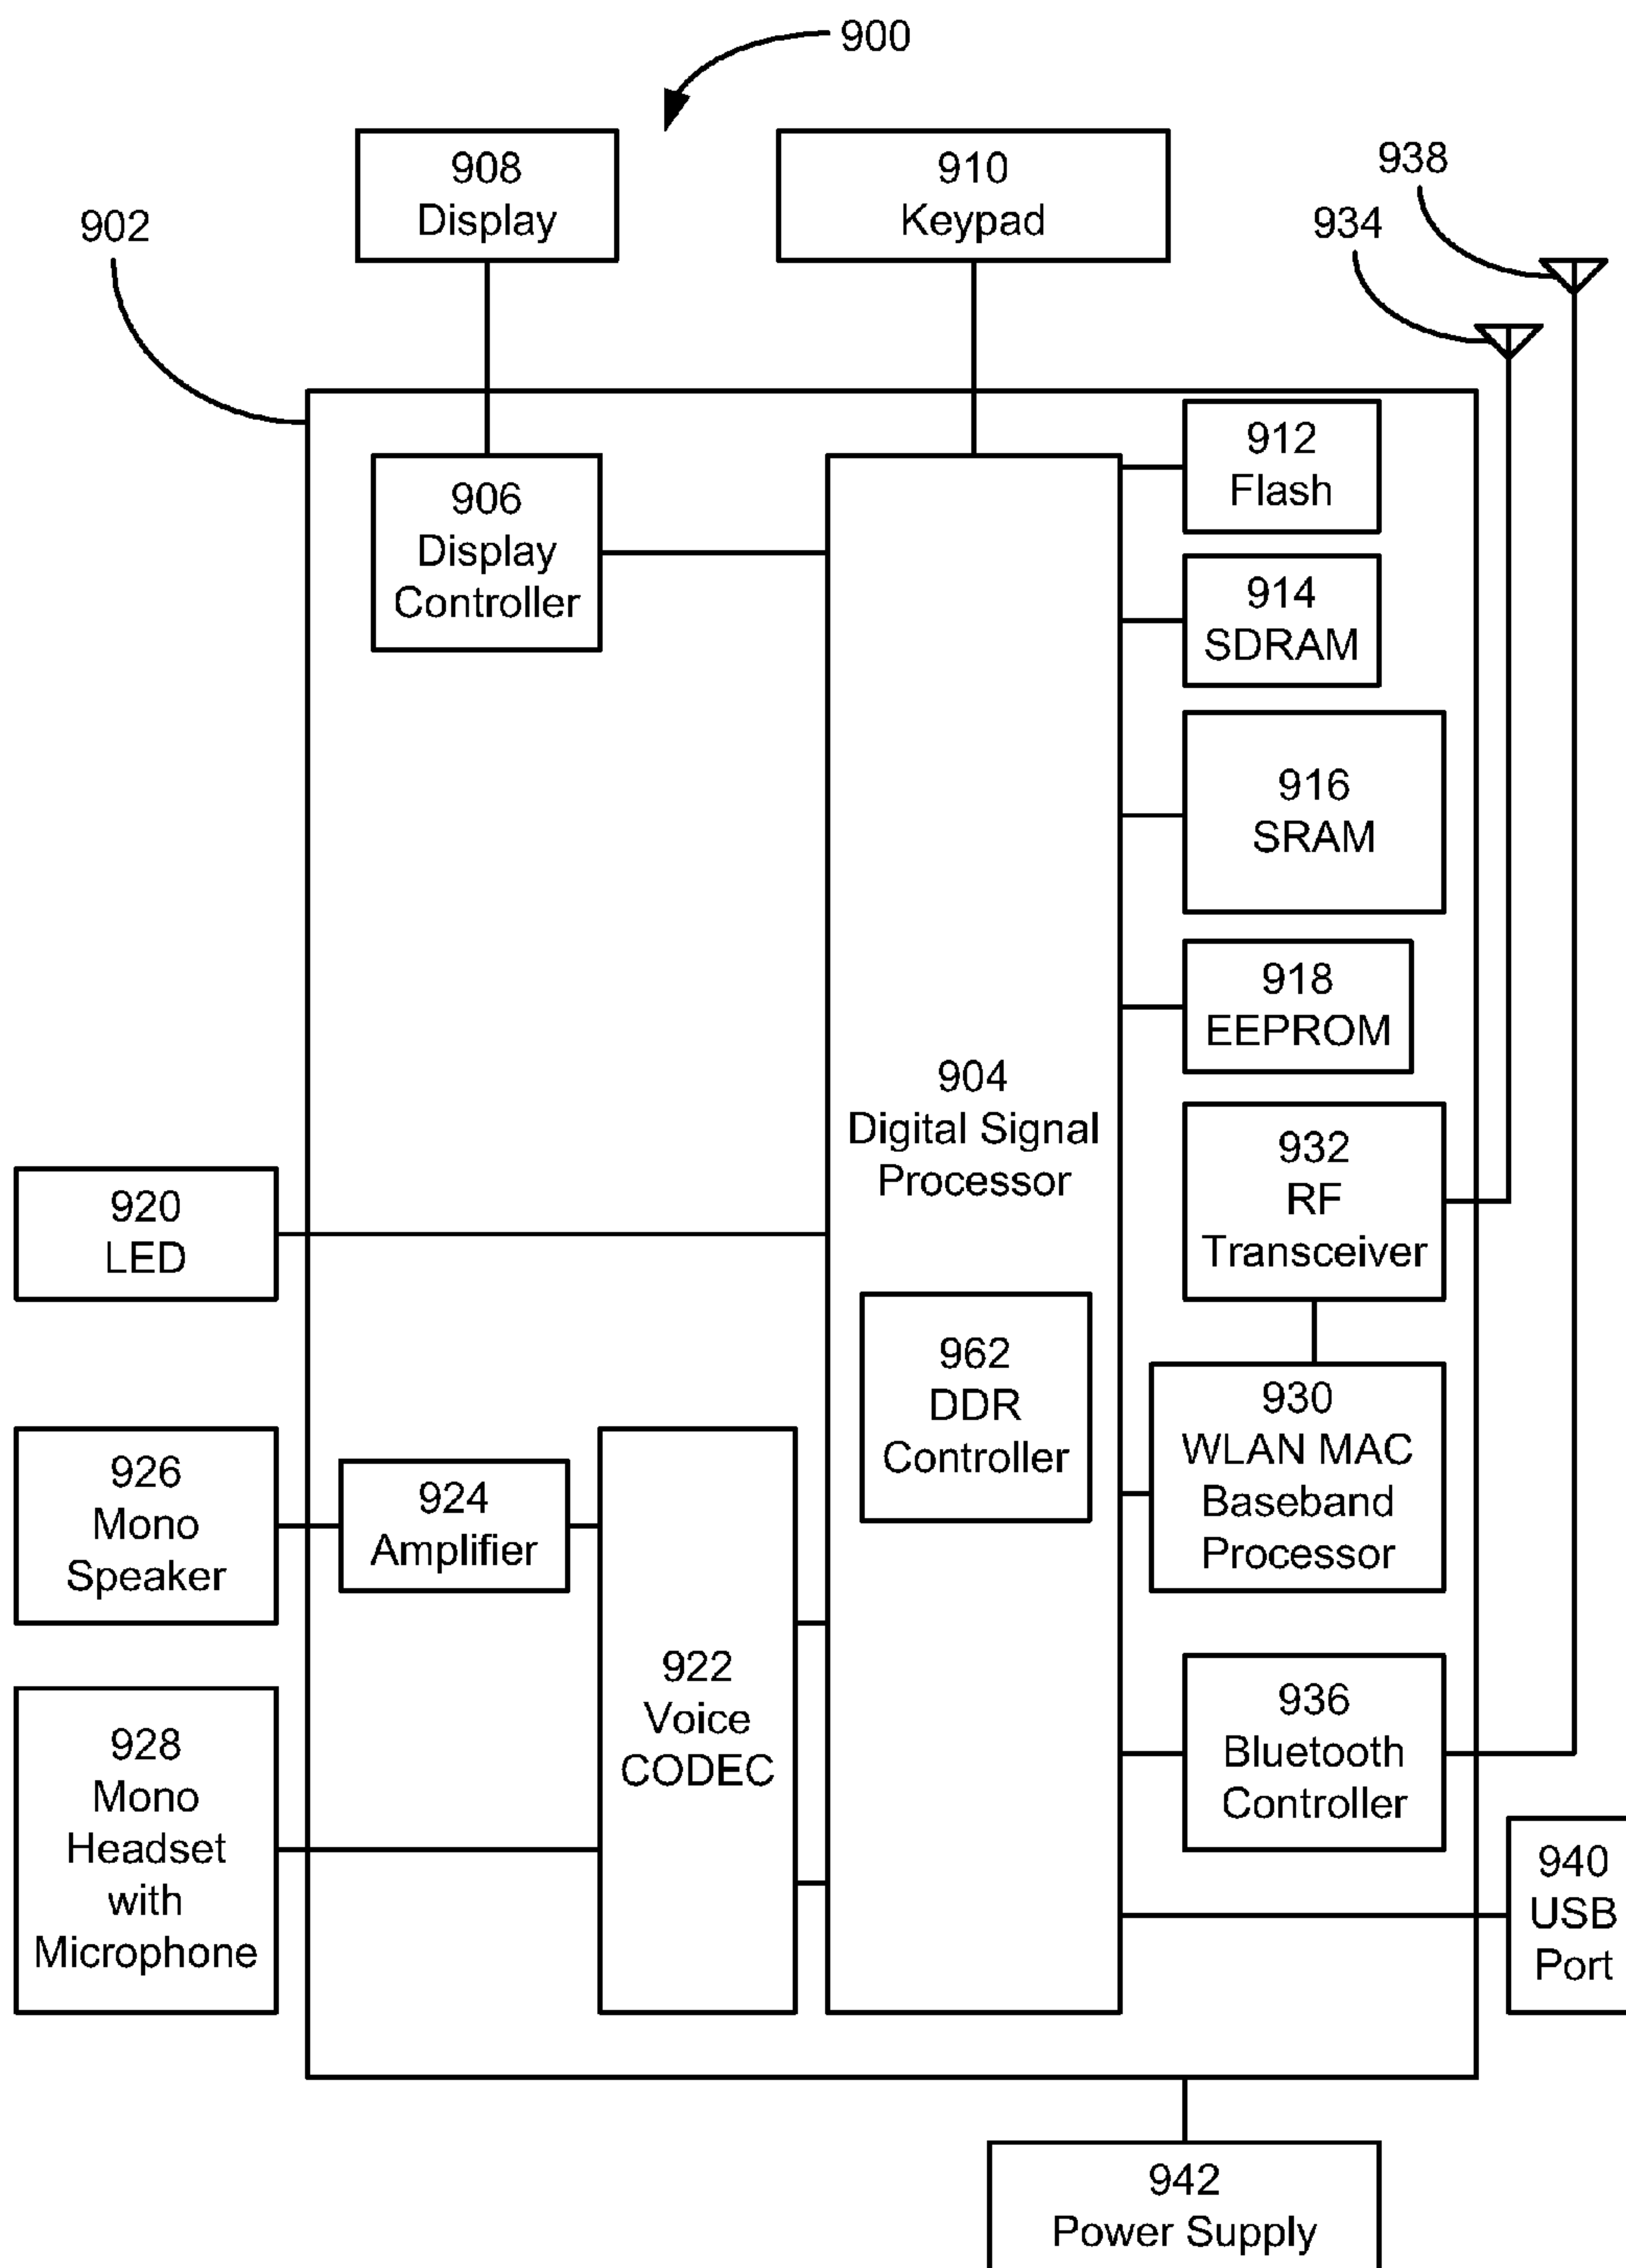 900
908
Display
910
Keypad
938
934
902
906
Display
Controller
912
Flash
914
SDRAM
916
SRAM
918
EEPROM
904
Digital Signal
Processor
932
RF
Transceiver
920
LED
962
DDR
Controller
930
WLAN MAC
Baseband
Processor
926
Mono
Speaker
924
Amplifier
922
Voice
CODEC
936
Bluetooth
Controller
928
Mono
Headset
with
Microphone
940
USB
Port
942
Power Supply